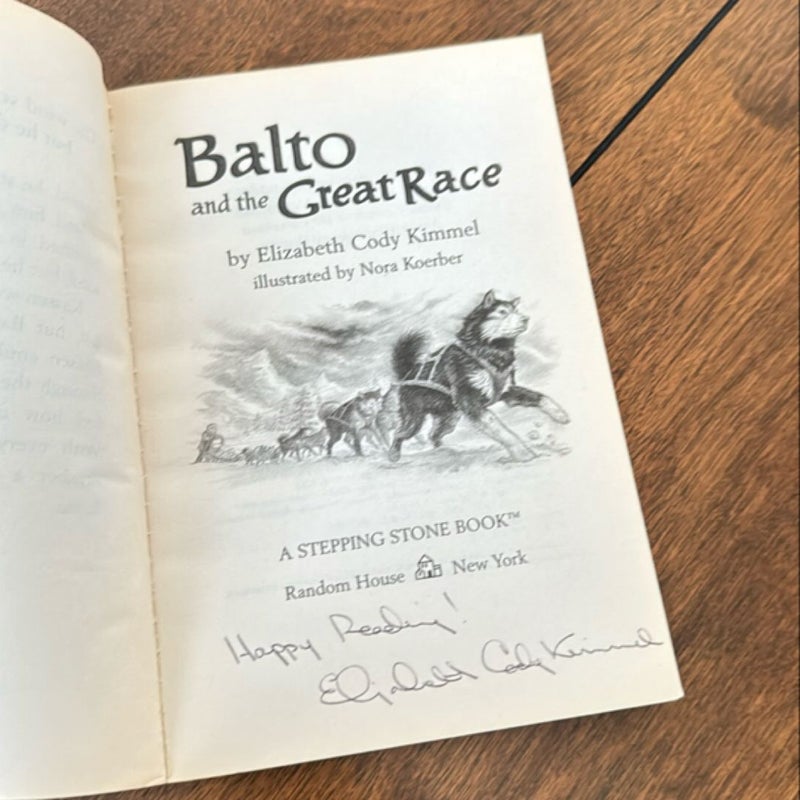 Balto
and the Great Race
by Elizabeth Cody Kimmel
illustrated by Nora Koerber
A STEPPING STONE BOOK™
Random House New York
Happy Reading!
Elizabeth Cody Kimmel